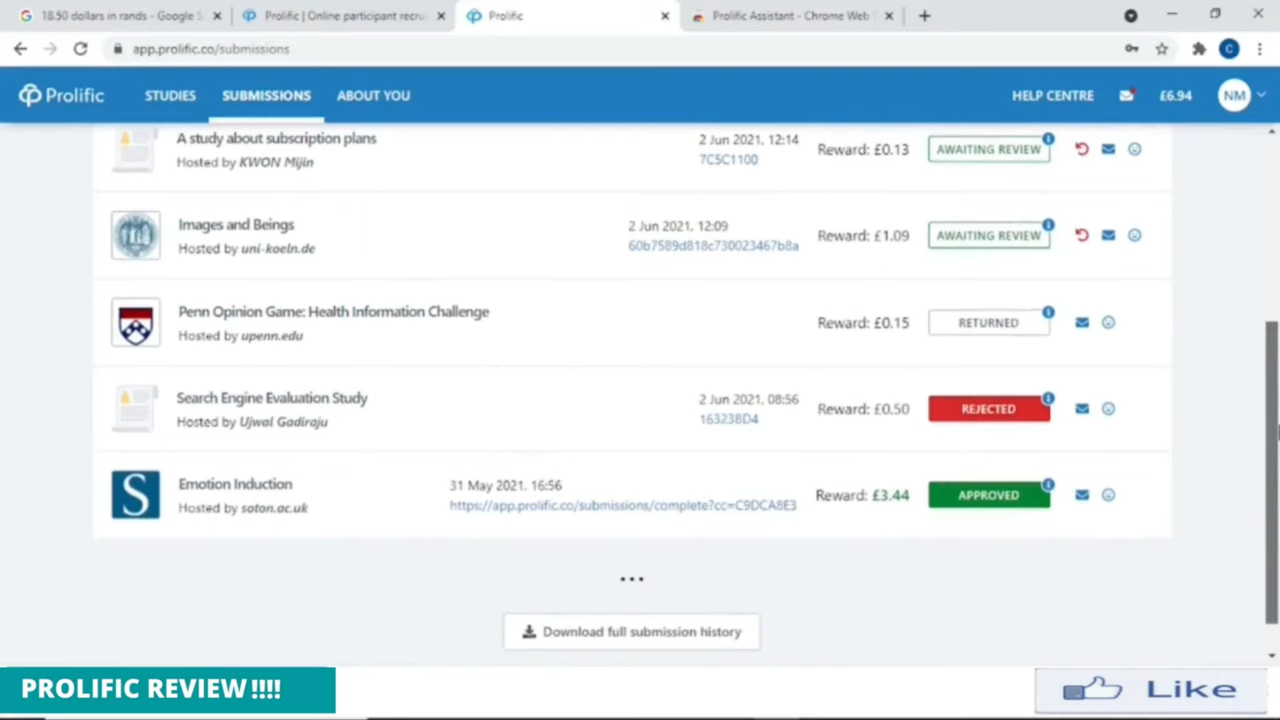 18.50 dollars in rands - Google S
Prolific | Online participant recru
Prolific
Prolific Assistant - Chrome Web
app.prolific.co/submissions
C
Prolific
STUDIES
SUBMISSIONS
ABOUT YOU
HELP CENTRE
£6.94
NM
A study about subscription plans
Hosted by KWON Mijin
2 Jun 2021, 12:14
7C5C1100
Reward: £0.13
AWAITING REVIEW
Images and Beings
Hosted by uni-koeln.de
2 Jun 2021, 12:09
60b7589d818c730023467b8a
Reward: £1.09
AWAITING REVIEW
Penn Opinion Game: Health Information Challenge
Hosted by upenn.edu
Reward: £0.15
RETURNED
Search Engine Evaluation Study
Hosted by Ujwal Gadiraju
2 Jun 2021, 08:56
16323BD4
Reward: £0.50
REJECTED
S
Emotion Induction
Hosted by soton.ac.uk
31 May 2021, 16:56
https://app.prolific.co/submissions/complete?cc=C9DCA8E3
Reward: £3.44
APPROVED
Download full submission history
PROLIFIC REVIEW!!!!
Like